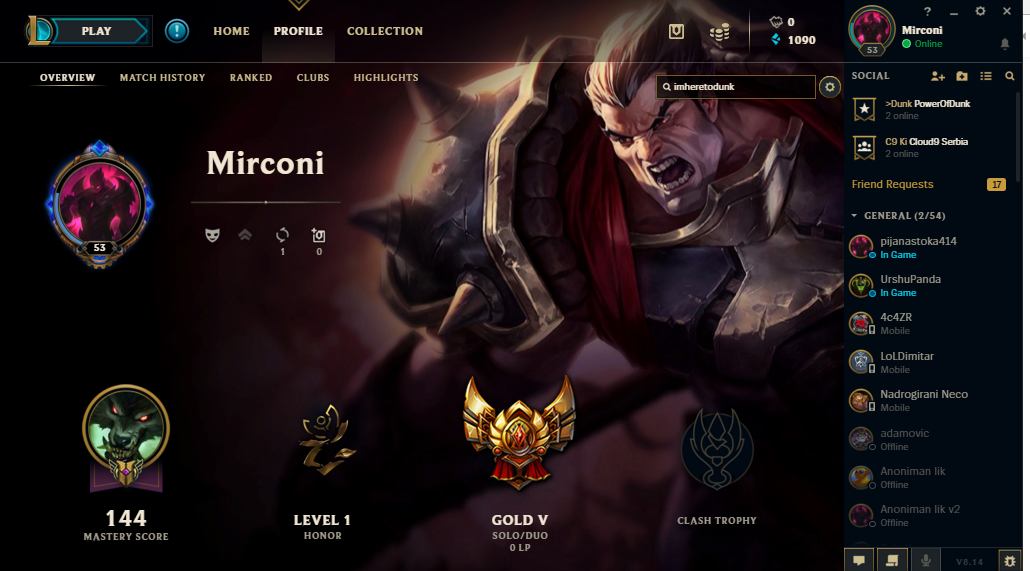 PLAY
HOME
PROFILE
COLLECTION
0
1090
?
Mirconi
Online
53
OVERVIEW
MATCH HISTORY
RANKED
CLUBS
HIGHLIGHTS
imheretodunk
SOCIAL
>Dunk PowerOfDunk
2 online
C9 Ki Cloud9 Serbia
2 online
Friend Requests
17
GENERAL (2/54)
pijanastoka414
In Game
UrshuPanda
In Game
4c4ZR
Mobile
LoLDimitar
Mobile
Nadrogirani Neco
Mobile
adamovic
Offline
Anoniman lik
Offline
Anoniman lik v2
Offline
V8.14
Mirconi
53
1
0
144
MASTERY SCORE
LEVEL 1
HONOR
GOLD V
SOLO/DUO
0 LP
CLASH TROPHY